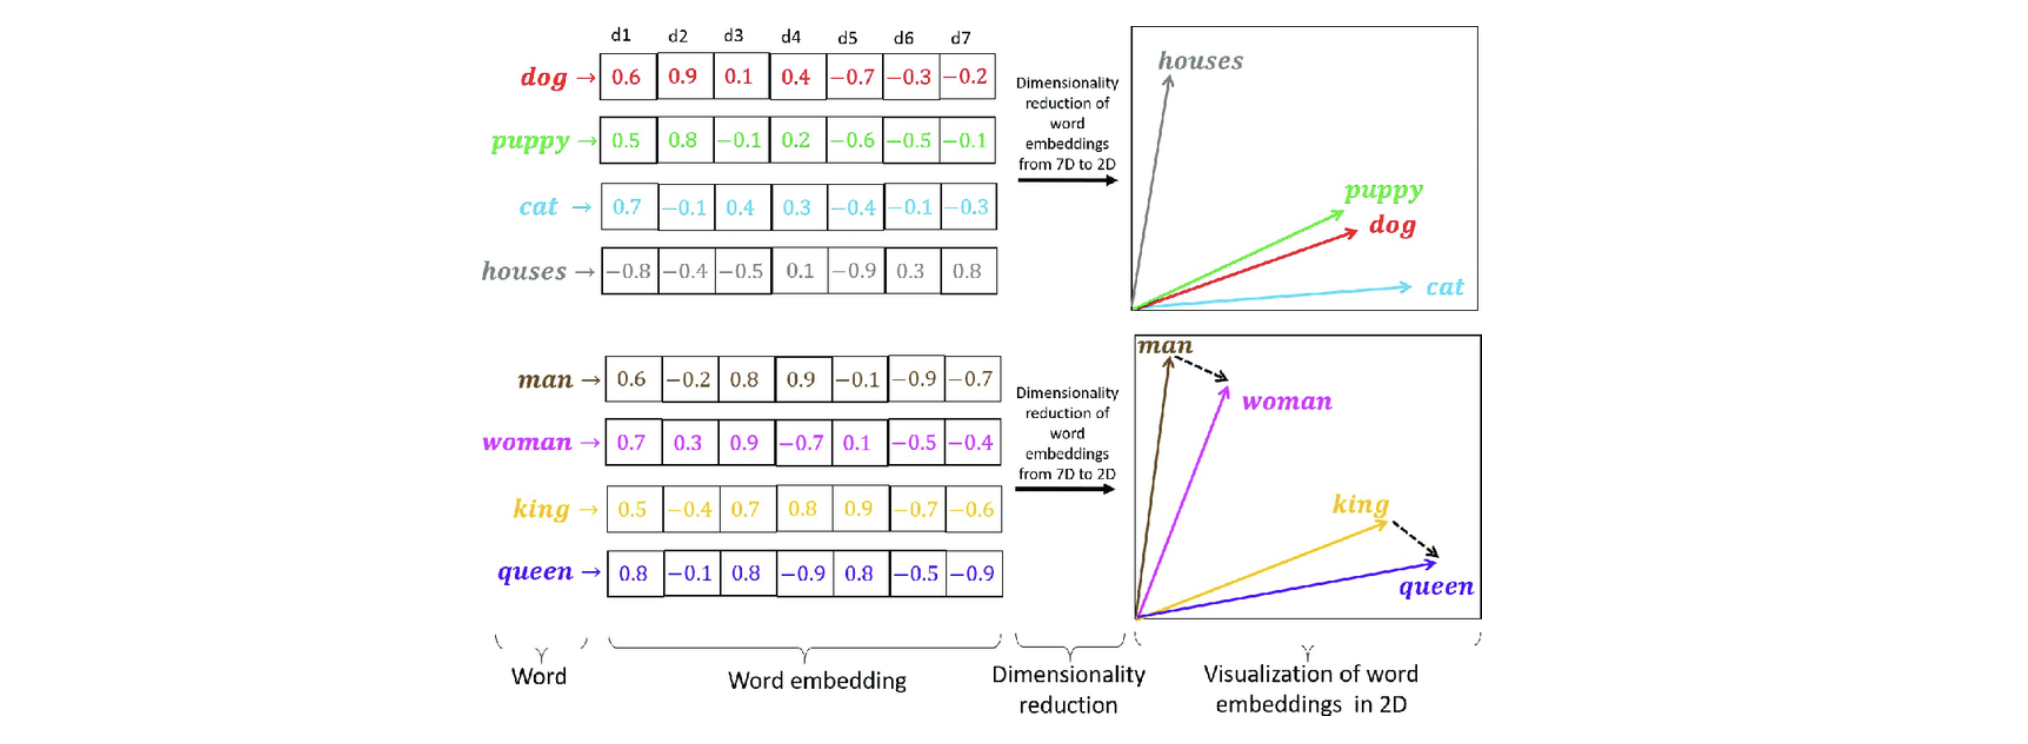 d1 d2 d3 d4 d5 d6 d7
dog → 0.6 0.9 0.1 0.4 −0.7 −0.3 −0.2
puppy → 0.5 0.8 −0.1 0.2 −0.6 −0.5 −0.1
cat → 0.7 −0.1 0.4 0.3 −0.4 −0.1 −0.3
houses → −0.8 −0.4 −0.5 0.1 −0.9 0.3 0.8
Dimensionality
reduction of
word
embeddings
from 7D to 2D
houses
puppy
dog
cat
man → 0.6 −0.2 0.8 0.9 −0.1 −0.9 −0.7
woman → 0.7 0.3 0.9 −0.7 0.1 −0.5 −0.4
king → 0.5 −0.4 0.7 0.8 0.9 −0.7 −0.6
queen → 0.8 −0.1 0.8 −0.9 0.8 −0.5 −0.9
Dimensionality
reduction of
word
embeddings
from 7D to 2D
man
woman
king
queen
Word
Word embedding
Dimensionality
reduction
Visualization of word
embeddings in 2D